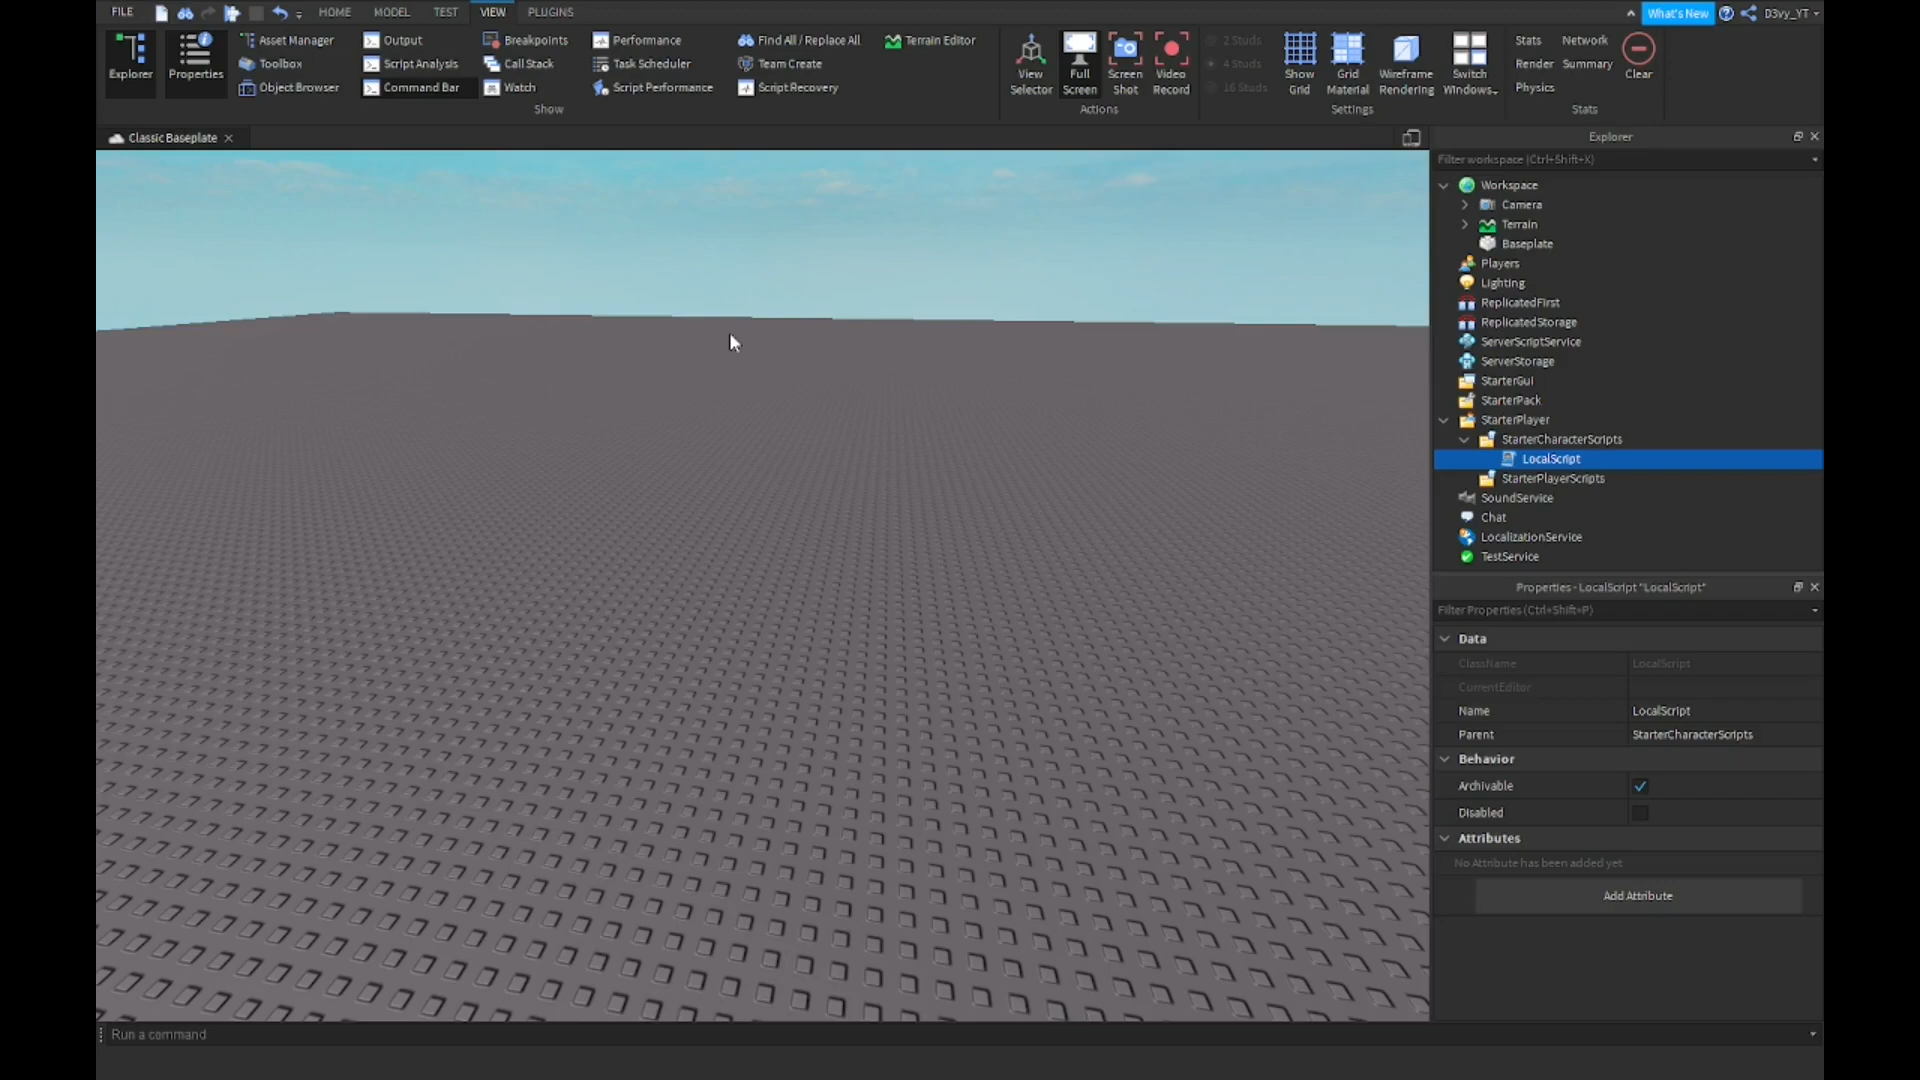 FILE HOME MODEL TEST VIEW PLUGINS What's New D3vy_YT
Explorer
Properties
Asset Manager
Toolbox
Object Browser
Output
Script Analysis
Command Bar
Breakpoints
Call Stack
Watch
Performance
Task Scheduler
Script Performance
Find All / Replace All
Team Create
Script Recovery
Terrain Editor
Show
View
Selector
Full
Screen
Screen
Shot
Video
Record
Actions
2 Studs
4 Studs
16 Studs
Show
Grid
Grid
Material
Wireframe
Rendering
Switch
Windows...
Settings
Stats
Render
Physics
Network
Summary
Clear
Stats
Classic Baseplate
Explorer
Filter workspace (Ctrl+Shift+X)
Workspace
Camera
Terrain
Baseplate
Players
Lighting
ReplicatedFirst
ReplicatedStorage
ServerScriptService
ServerStorage
StarterGui
StarterPack
StarterPlayer
StarterCharacterScripts
LocalScript
StarterPlayerScripts
SoundService
Chat
LocalizationService
TestService
Properties - LocalScript "LocalScript"
Filter Properties (Ctrl+Shift+P)
Data
ClassName LocalScript
CurrentEditor
Name LocalScript
Parent StarterCharacterScripts
Behavior
Archivable
Disabled
Attributes
No Attribute has been added yet
Add Attribute
Run a command